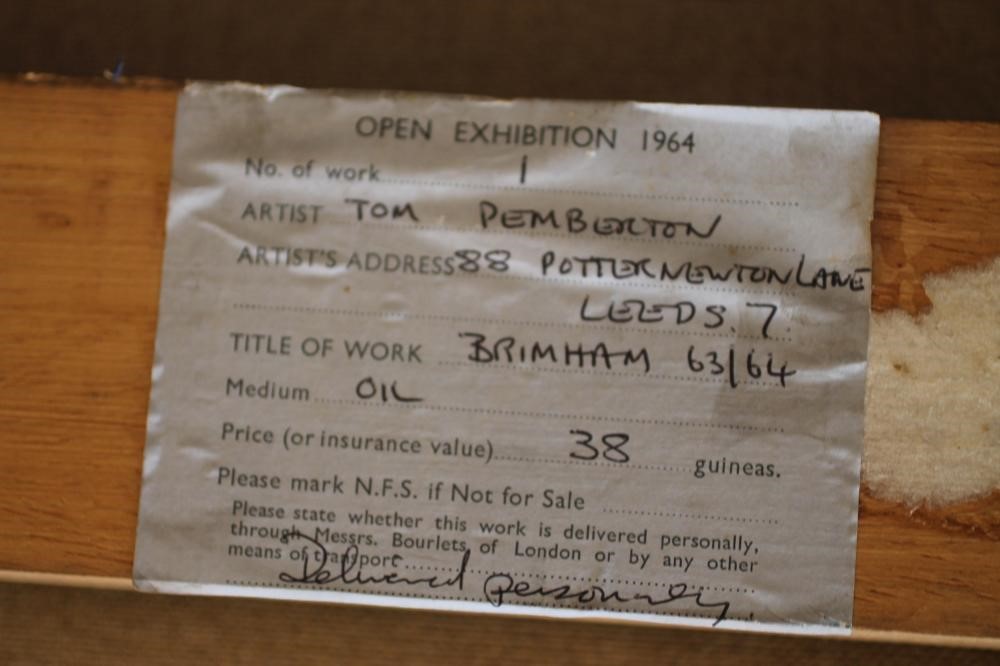 OPEN EXHIBITION 1964
No. of work 1
ARTIST TOM PEMBERTON
ARTIST'S ADDRESS 88 POTTERNEWTON LANE
LEEDS. 7.
TITLE OF WORK BRIMHAM 63/64
Medium OIL
Price (or insurance value) 38 guineas.
Please mark N.F.S. if Not for Sale
Please state whether this work is delivered personally,
through Messrs. Bourlets of London or by any other
means of transport
Delivered personally.